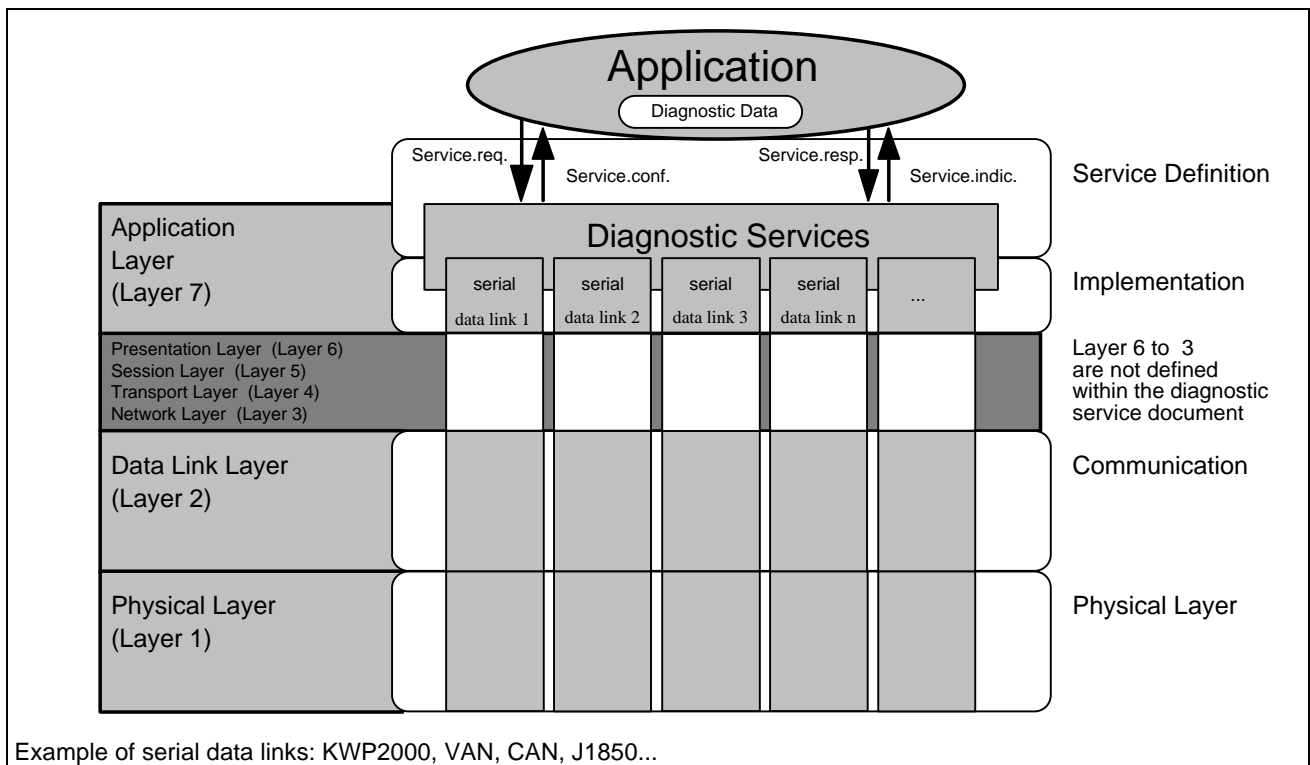 Application
Diagnostic Data
Service.req.
Service.conf.
Service.resp.
Service.indic.
Service Definition
Application
Layer
(Layer 7)
Diagnostic Services
serial
data link 1
serial
data link 2
serial
data link 3
serial
data link n
...
Implementation
Presentation Layer (Layer 6)
Session Layer (Layer 5)
Transport Layer (Layer 4)
Network Layer (Layer 3)
Layer 6 to 3
are not defined
within the diagnostic
service document
Data Link Layer
(Layer 2)
Communication
Physical Layer
(Layer 1)
Physical Layer
Example of serial data links: KWP2000, VAN, CAN, J1850...